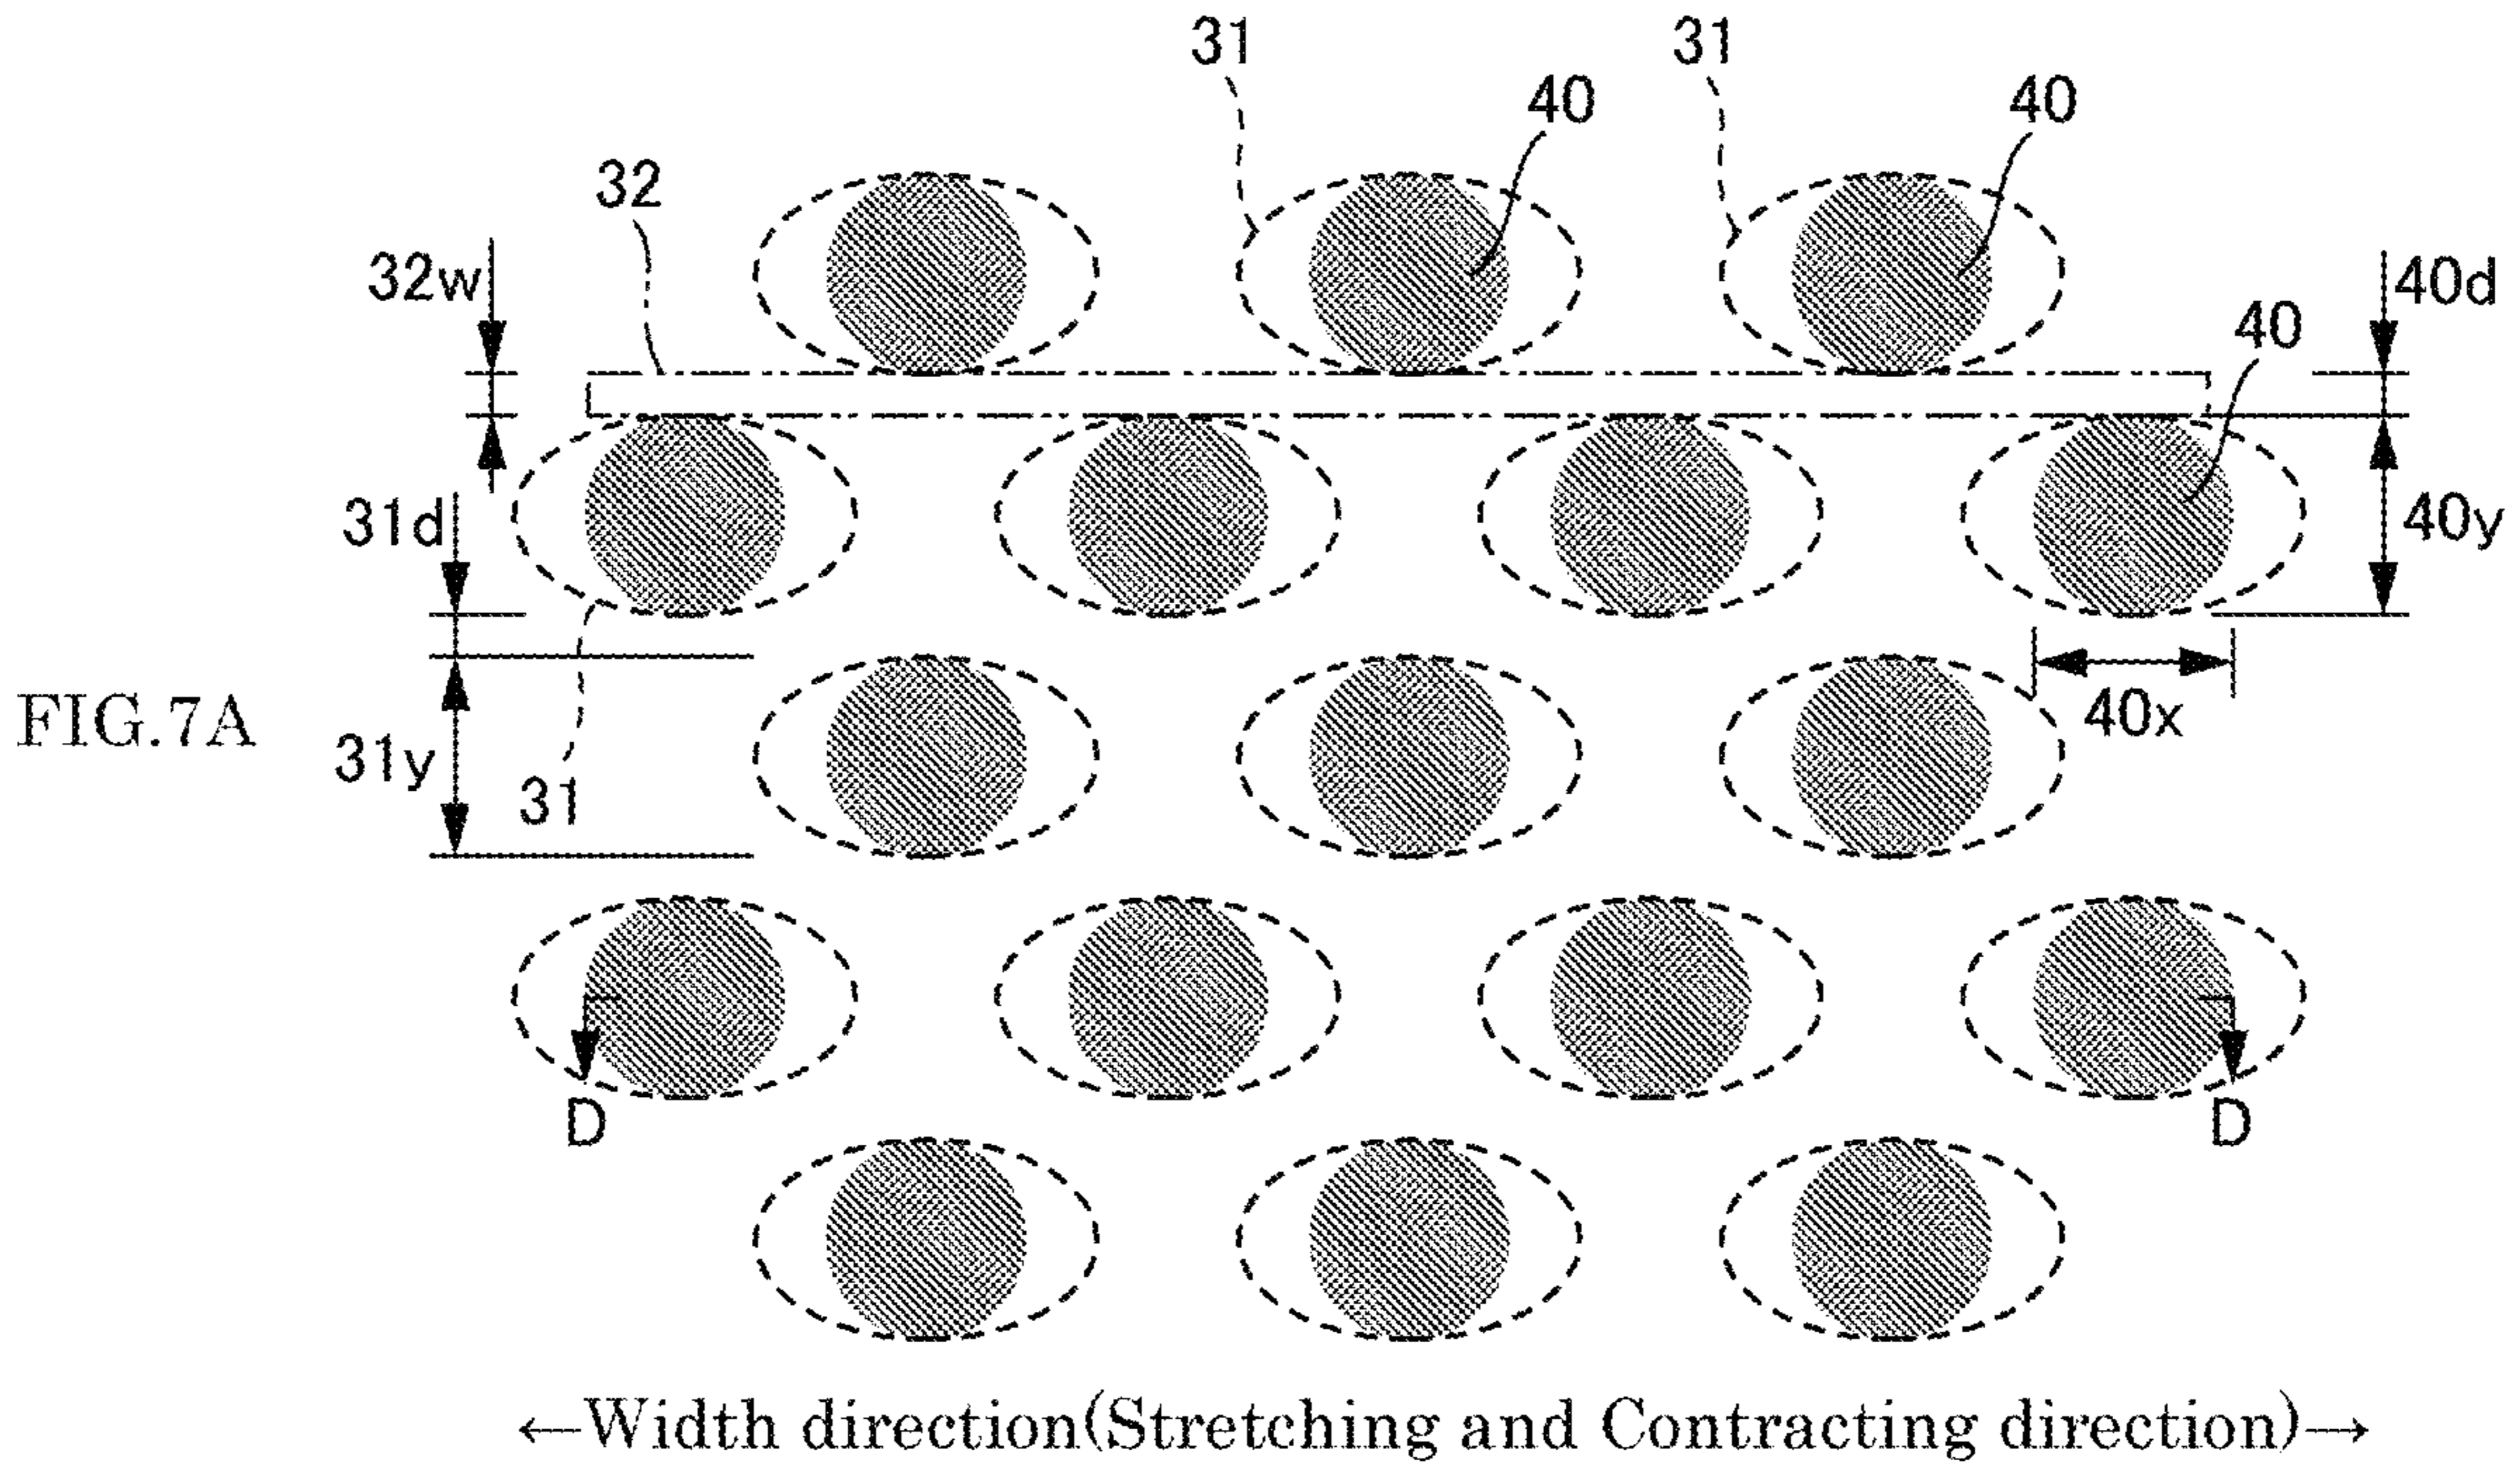 31
31
40
40
32
32w
40d
40
31d
40y
FIG.7A
40x
31y
31
D
D
←Width direction(Stretching and Contracting direction)→